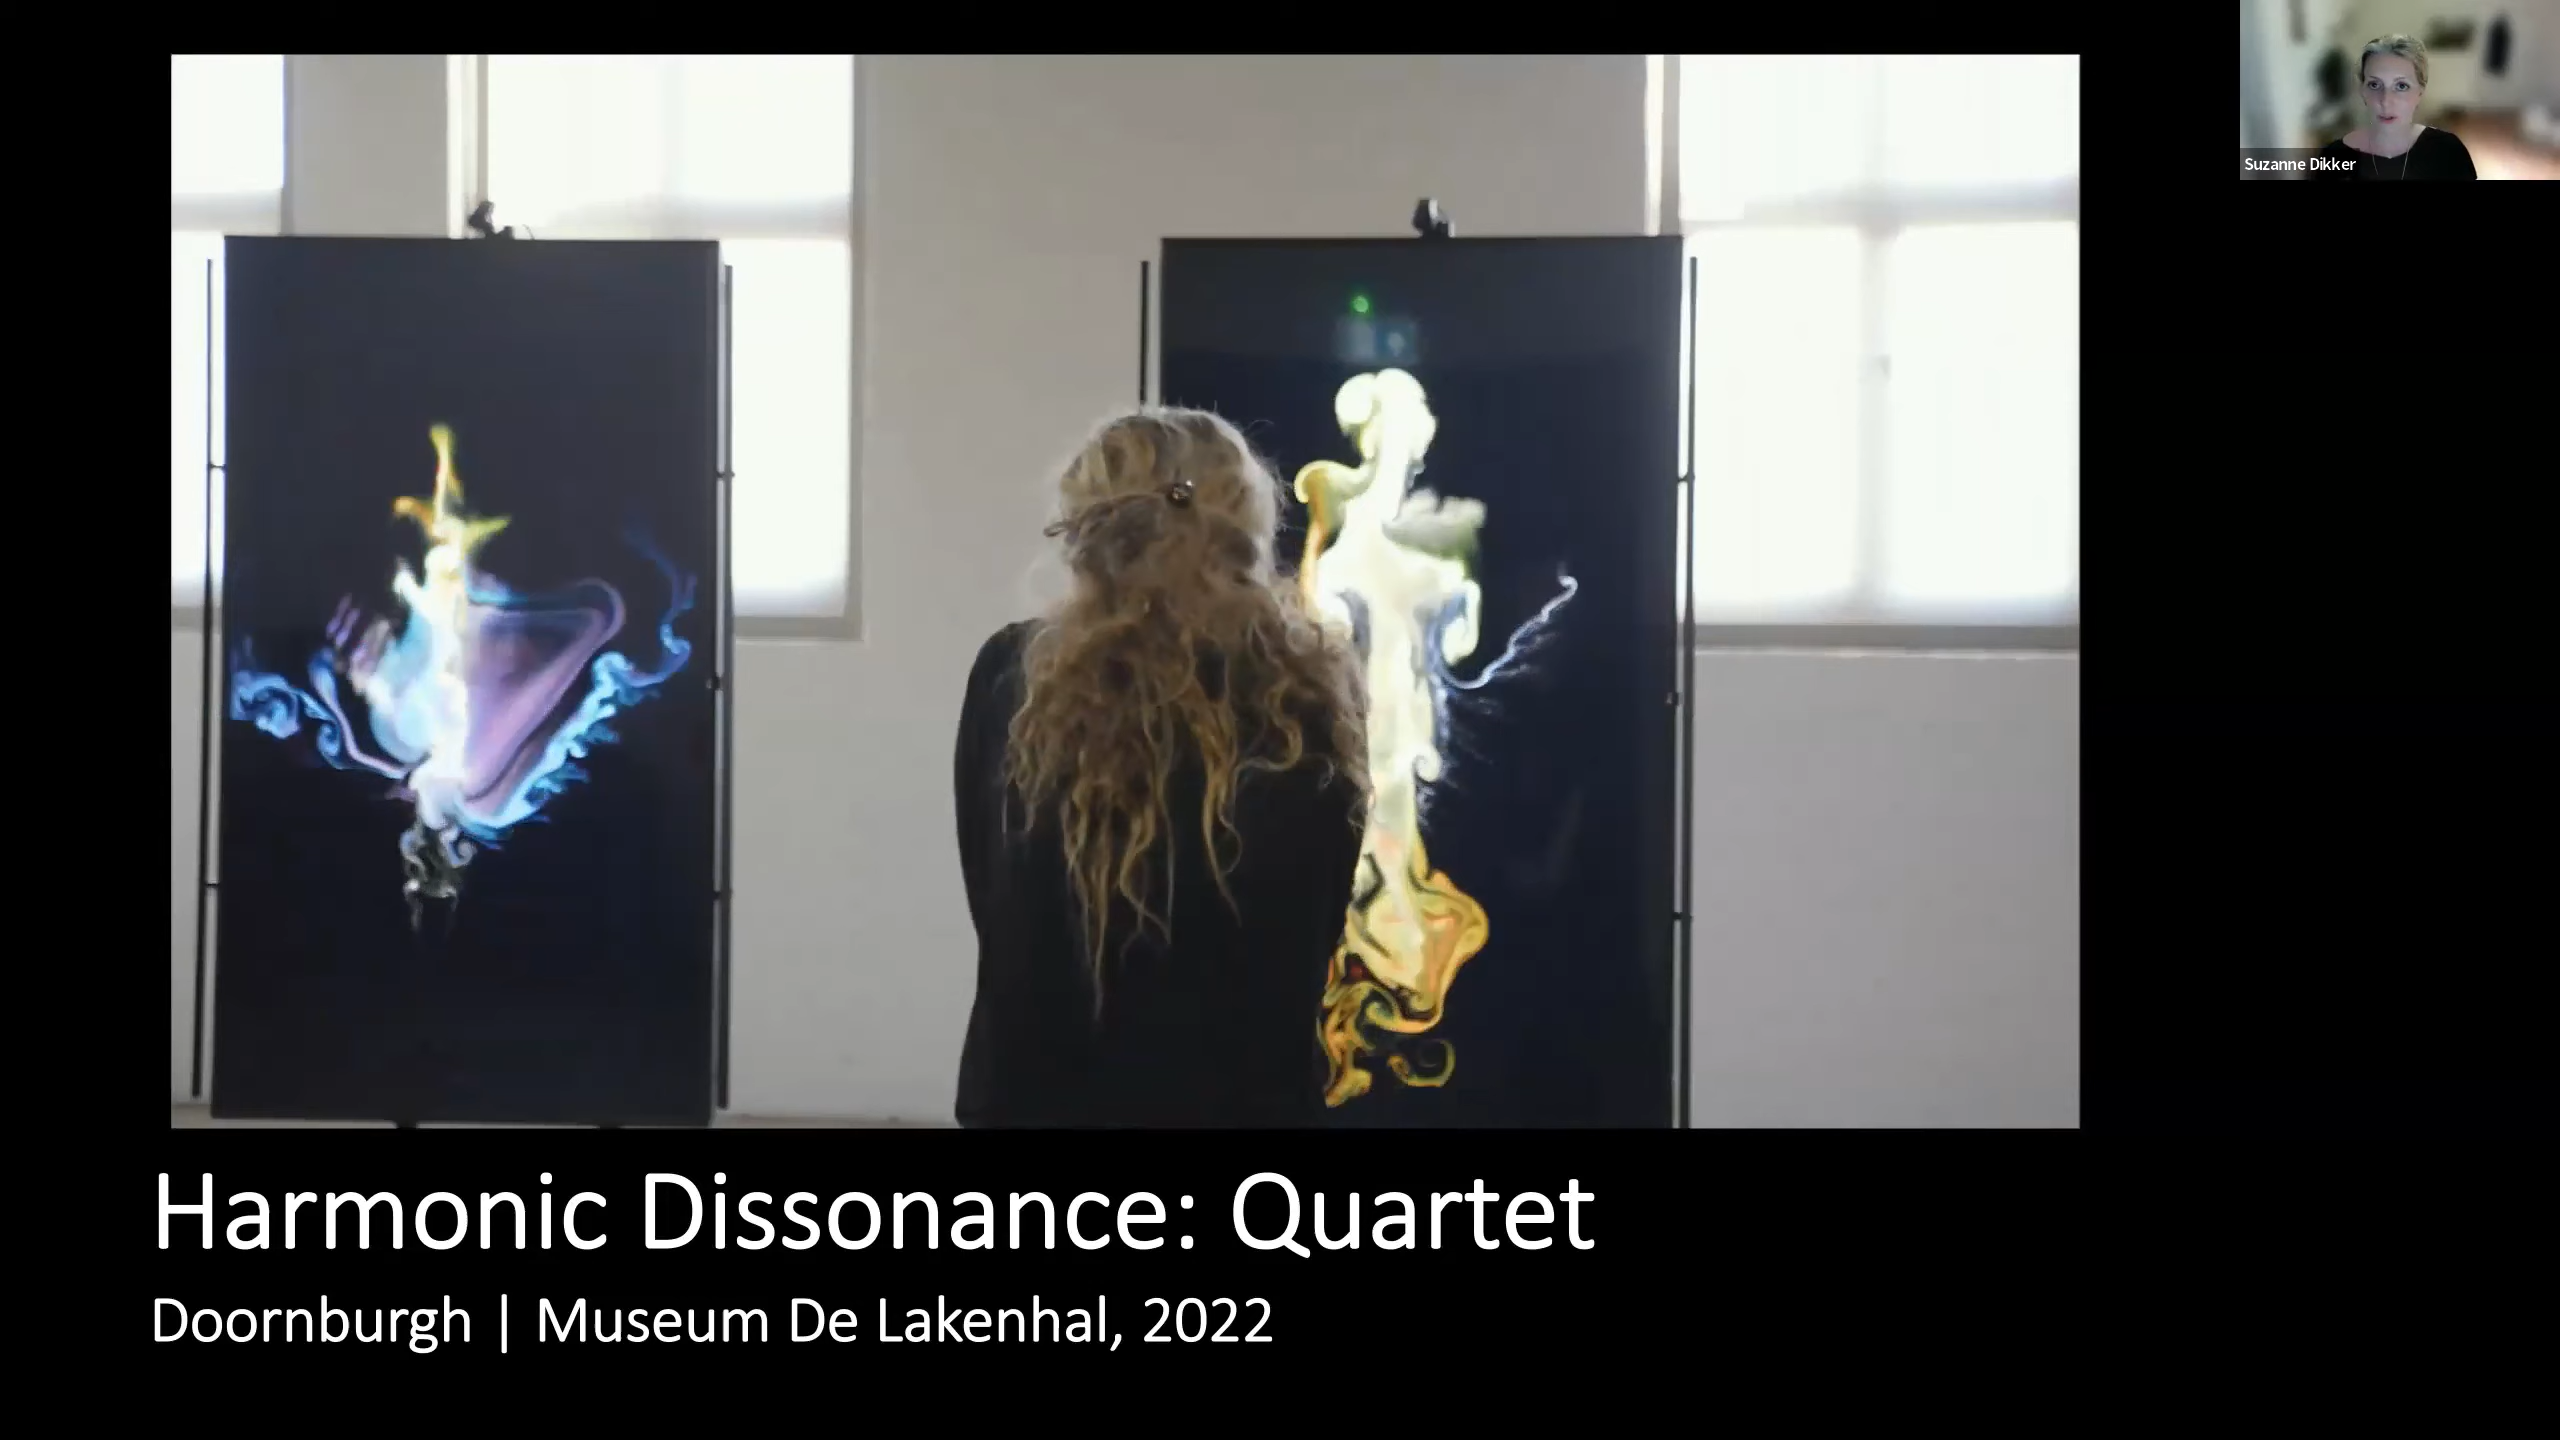 Suzanne Dikker
Harmonic Dissonance: Quartet
Doornburgh | Museum De Lakenhal, 2022